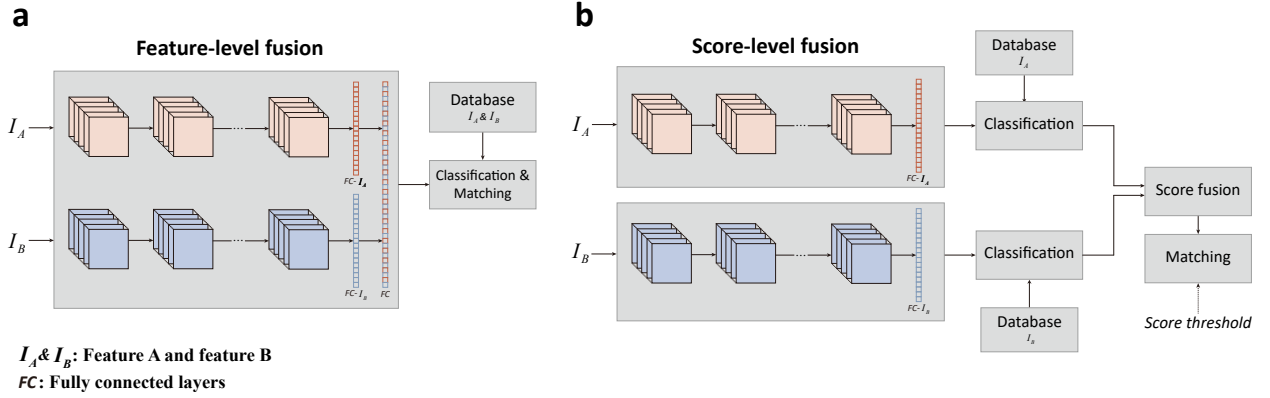 a
Feature-level fusion
I_A
I_B
FC- I_A
FC- I_B
FC
Database
I_A & I_B
Classification &
Matching
I_A & I_B: Feature A and feature B
FC: Fully connected layers
b
Score-level fusion
I_A
FC- I_A
I_B
FC- I_B
Database
I_A
Classification
Classification
Database
I_B
Score fusion
Matching
Score threshold